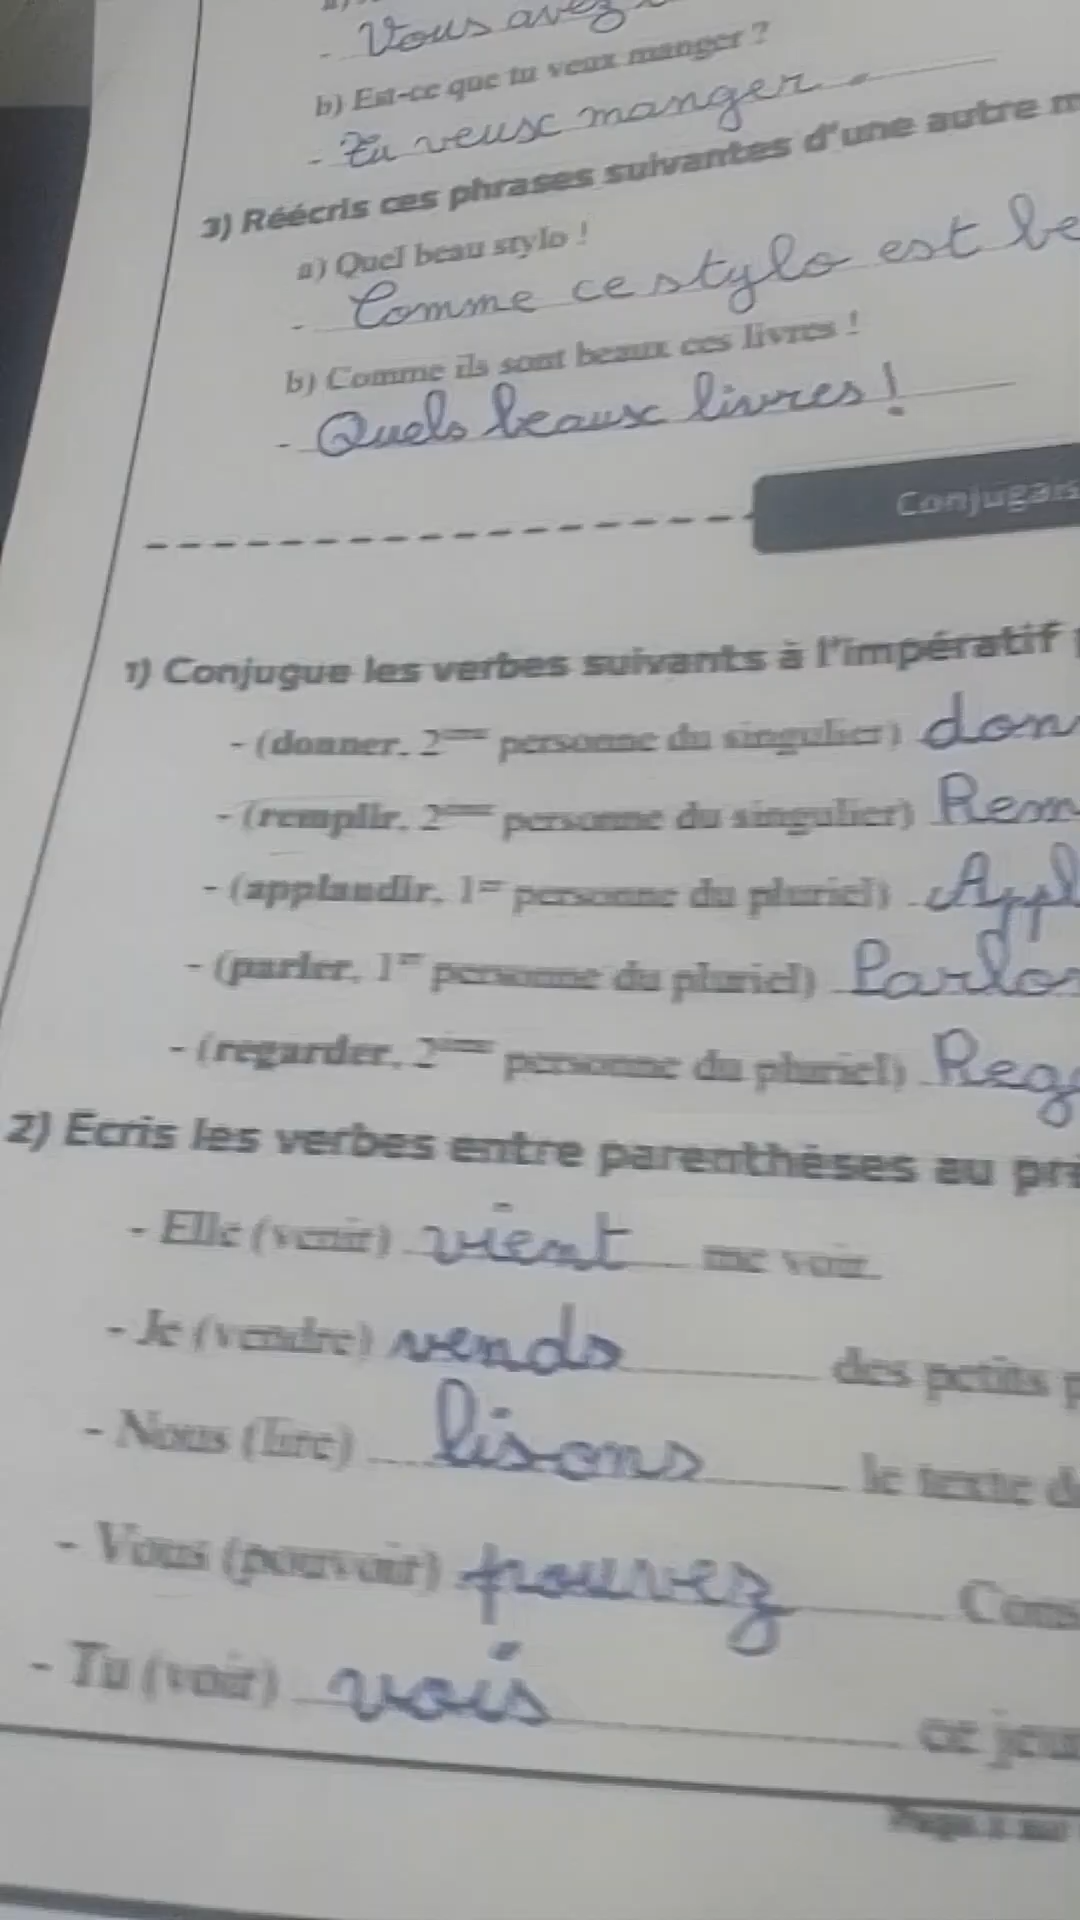 - Vous avez
b) Est-ce que tu veux manger ?
- Tu veux manger.
3) Réécris ces phrases suivantes d'une autre m
a) Quel beau stylo !
- Comme ce stylo est be
b) Comme ils sont beaux ces livres !
- Quels beaux livres !
Conjugais
1) Conjugue les verbes suivants à l'impératif
- (donner, 2ème personne du singulier) don
- (remplir, 2ème personne du singulier) Rem
- (applaudir, 1re personne du pluriel) Appl
- (parler, 1re personne du pluriel) Parlo
- (regarder, 2ème personne du pluriel) Reg
2) Ecris les verbes entre parenthèses au pré
- Elle (venir) vient me voir.
- Je (vendre) vends des petits p
- Nous (lire) lisons le texte d
- Vous (pouvoir) pouvez Cons
- Tu (voir) vois ce jeu